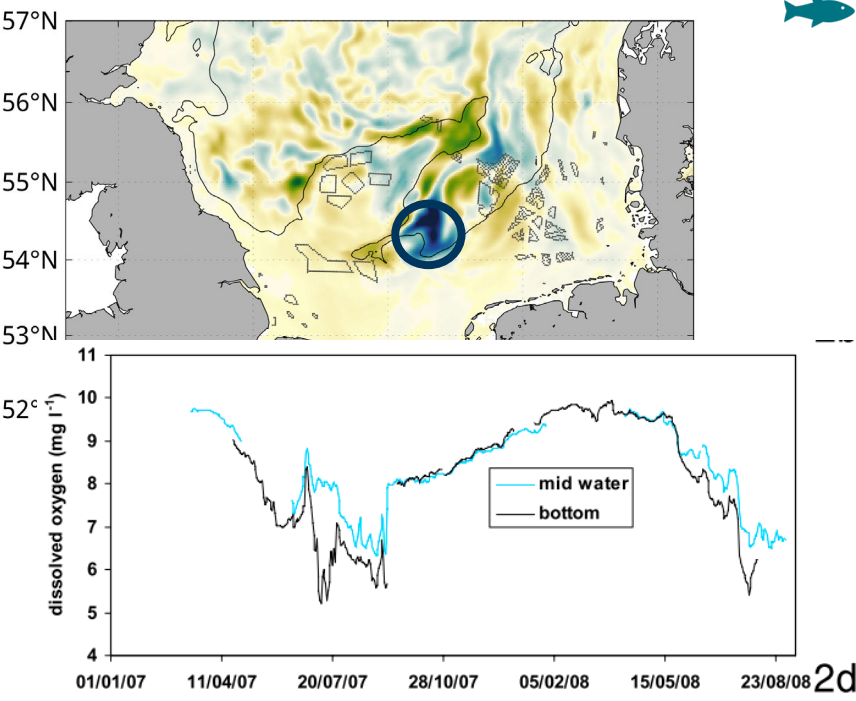 57°N
56°N
55°N
54°N
53°N
52°
11
10
9
8
7
6
5
4
dissolved oxygen (mg l-1)
mid water
bottom
01/01/07 11/04/07 20/07/07 28/10/07 05/02/08 15/05/08 23/08/08
2d